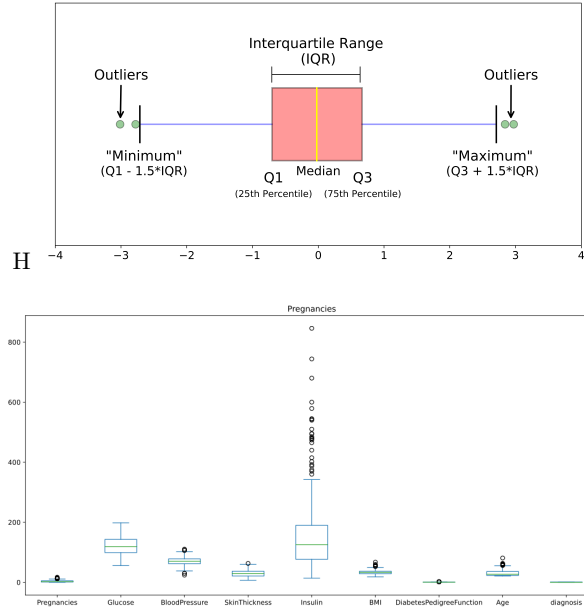 Interquartile Range
(IQR)
Outliers
Outliers
"Minimum"
(Q1 - 1.5*IQR)
"Maximum"
(Q3 + 1.5*IQR)
Median
Q1
Q3
(25th Percentile)
(75th Percentile)
H
−4 −3 −2 −1 0 1 2 3 4
Pregnancies
800
600
400
200
0
Pregnancies Glucose BloodPressure SkinThickness Insulin BMI DiabetesPedigreeFunction Age diagnosis